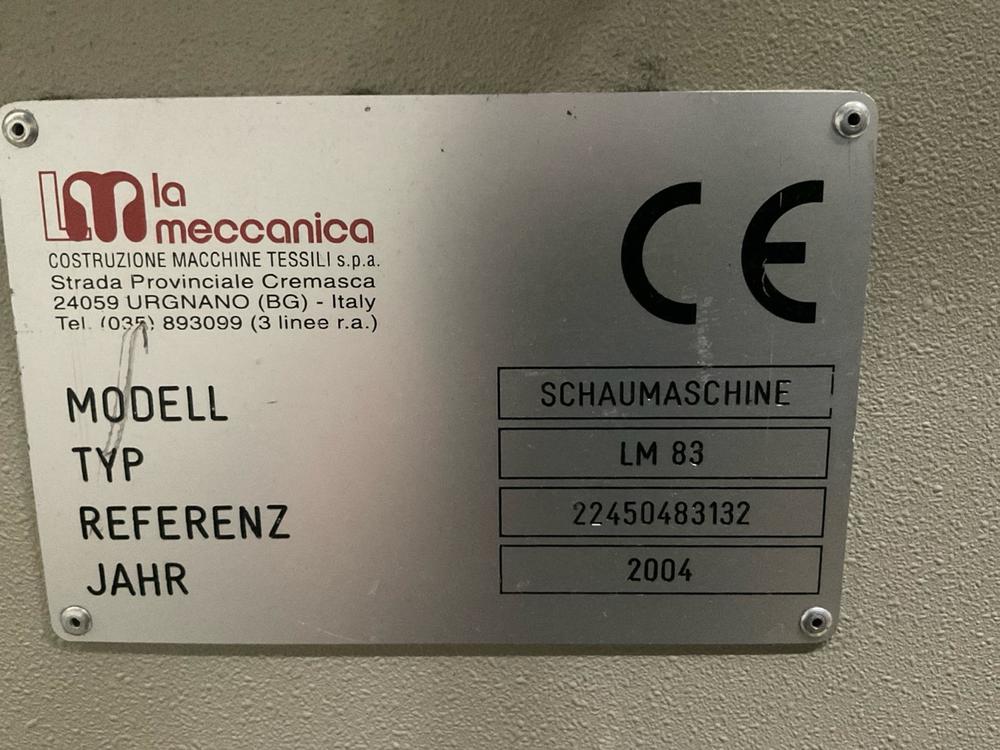 LM la meccanica
COSTRUZIONE MACCHINE TESSILI s.p.a.
Strada Provinciale Cremasca
24059 URGNANO (BG) - Italy
Tel. (035) 893099 (3 linee r.a.)
CE
MODELL SCHAUMASCHINE
TYP LM 83
REFERENZ 22450483132
JAHR 2004